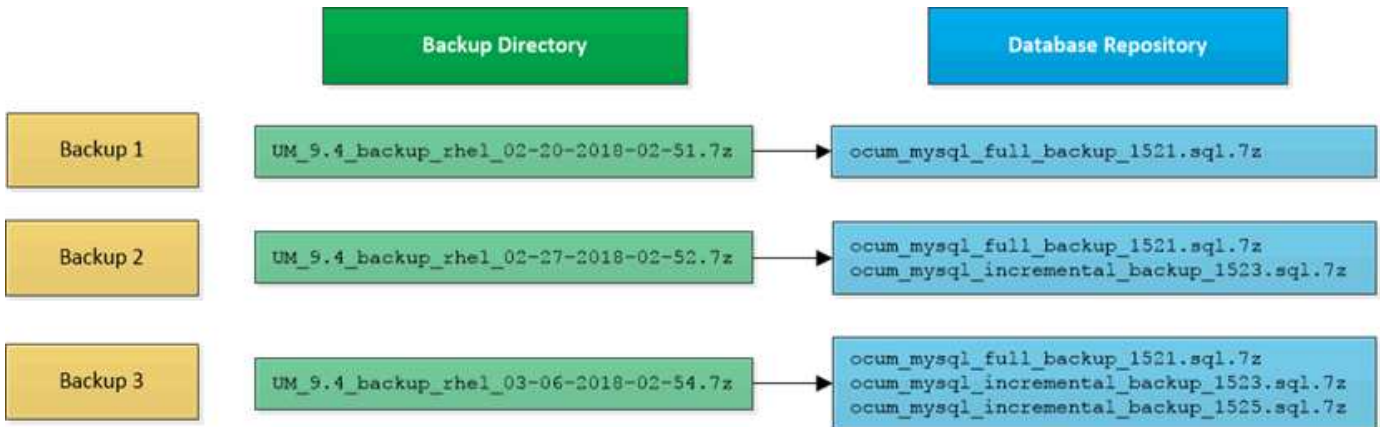 Backup Directory
Database Repository
Backup 1
UM_9.4_backup_rhel_02-20-2018-02-51.7z
ocum_mysql_full_backup_1521.sql.7z
Backup 2
UM_9.4_backup_rhel_02-27-2018-02-52.7z
ocum_mysql_full_backup_1521.sql.7z
ocum_mysql_incremental_backup_1523.sql.7z
Backup 3
UM_9.4_backup_rhel_03-06-2018-02-54.7z
ocum_mysql_full_backup_1521.sql.7z
ocum_mysql_incremental_backup_1523.sql.7z
ocum_mysql_incremental_backup_1525.sql.7z